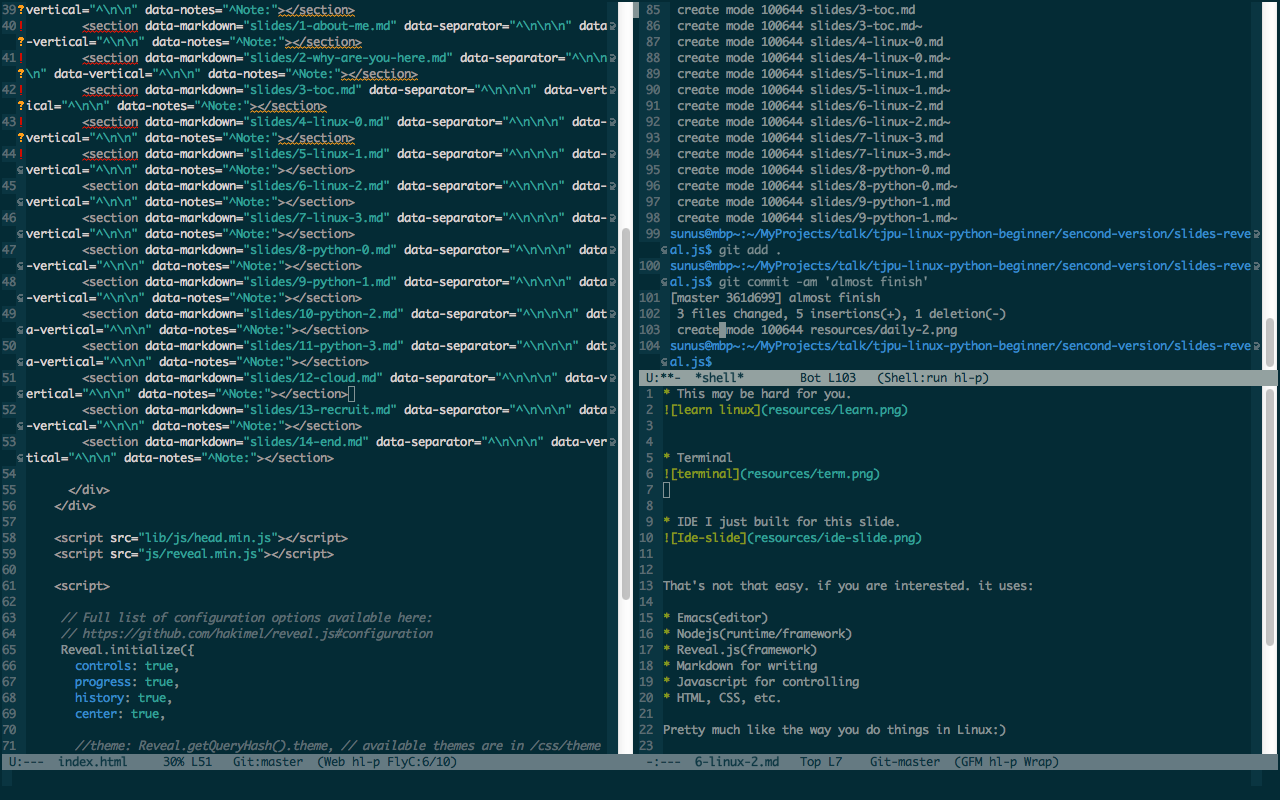 39 vertical="^\n\n" data-notes="^Note:"></section>
40 <section data-markdown="slides/1-about-me.md" data-separator="^\n\n\n" data
-vertical="^\n\n" data-notes="^Note:"></section>
41 <section data-markdown="slides/2-why-are-you-here.md" data-separator="^\n\n
\n" data-vertical="^\n\n" data-notes="^Note:"></section>
42 <section data-markdown="slides/3-toc.md" data-separator="^\n\n\n" data-vert
ical="^\n\n" data-notes="^Note:"></section>
43 <section data-markdown="slides/4-linux-0.md" data-separator="^\n\n\n" data-
vertical="^\n\n" data-notes="^Note:"></section>
44 <section data-markdown="slides/5-linux-1.md" data-separator="^\n\n\n" data-
vertical="^\n\n" data-notes="^Note:"></section>
45 <section data-markdown="slides/6-linux-2.md" data-separator="^\n\n\n" data-
vertical="^\n\n" data-notes="^Note:"></section>
46 <section data-markdown="slides/7-linux-3.md" data-separator="^\n\n\n" data-
vertical="^\n\n" data-notes="^Note:"></section>
47 <section data-markdown="slides/8-python-0.md" data-separator="^\n\n\n" data
-vertical="^\n\n" data-notes="^Note:"></section>
48 <section data-markdown="slides/9-python-1.md" data-separator="^\n\n\n" data
-vertical="^\n\n" data-notes="^Note:"></section>
49 <section data-markdown="slides/10-python-2.md" data-separator="^\n\n\n" dat
a-vertical="^\n\n" data-notes="^Note:"></section>
50 <section data-markdown="slides/11-python-3.md" data-separator="^\n\n\n" dat
a-vertical="^\n\n" data-notes="^Note:"></section>
51 <section data-markdown="slides/12-cloud.md" data-separator="^\n\n\n" data-v
ertical="^\n\n" data-notes="^Note:"></section>
52 <section data-markdown="slides/13-recruit.md" data-separator="^\n\n\n" data
-vertical="^\n\n" data-notes="^Note:"></section>
53 <section data-markdown="slides/14-end.md" data-separator="^\n\n\n" data-ver
tical="^\n\n" data-notes="^Note:"></section>
54
55 </div>
56 </div>
57
58 <script src="lib/js/head.min.js"></script>
59 <script src="js/reveal.min.js"></script>
60
61 <script>
62
63 // Full list of configuration options available here:
64 // https://github.com/hakimel/reveal.js#configuration
65 Reveal.initialize({
66 controls: true,
67 progress: true,
68 history: true,
69 center: true,
70
71 //theme: Reveal.getQueryHash().theme, // available themes are in /css/theme
U:--- index.html 30% L51 Git:master (Web hl-p FlyC:6/10)
85 create mode 100644 slides/3-toc.md
86 create mode 100644 slides/3-toc.md~
87 create mode 100644 slides/4-linux-0.md
88 create mode 100644 slides/4-linux-0.md~
89 create mode 100644 slides/5-linux-1.md
90 create mode 100644 slides/5-linux-1.md~
91 create mode 100644 slides/6-linux-2.md
92 create mode 100644 slides/6-linux-2.md~
93 create mode 100644 slides/7-linux-3.md
94 create mode 100644 slides/7-linux-3.md~
95 create mode 100644 slides/8-python-0.md
96 create mode 100644 slides/8-python-0.md~
97 create mode 100644 slides/9-python-1.md
98 create mode 100644 slides/9-python-1.md~
99 sunus@mbp~:~/MyProjects/talk/tjpu-linux-python-beginner/sencond-version/slides-reve
al.js$ git add .
100 sunus@mbp~:~/MyProjects/talk/tjpu-linux-python-beginner/sencond-version/slides-reve
al.js$ git commit -am 'almost finish'
101 [master 361d699] almost finish
102 3 files changed, 5 insertions(+), 1 deletion(-)
103 create mode 100644 resources/daily-2.png
104 sunus@mbp~:~/MyProjects/talk/tjpu-linux-python-beginner/sencond-version/slides-reve
al.js$
U:**- *shell* Bot L103 (Shell:run hl-p)
1 * This may be hard for you.
2 ![learn linux](resources/learn.png)
3
4
5 * Terminal
6 ![terminal](resources/term.png)
7
8
9 * IDE I just built for this slide.
10 ![Ide-slide](resources/ide-slide.png)
11
12
13 That's not that easy. if you are interested. it uses:
14
15 * Emacs(editor)
16 * Nodejs(runtime/framework)
17 * Reveal.js(framework)
18 * Markdown for writing
19 * Javascript for controlling
20 * HTML, CSS, etc.
21
22 Pretty much like the way you do things in Linux:)
23
-:--- 6-linux-2.md Top L7 Git-master (GFM hl-p Wrap)